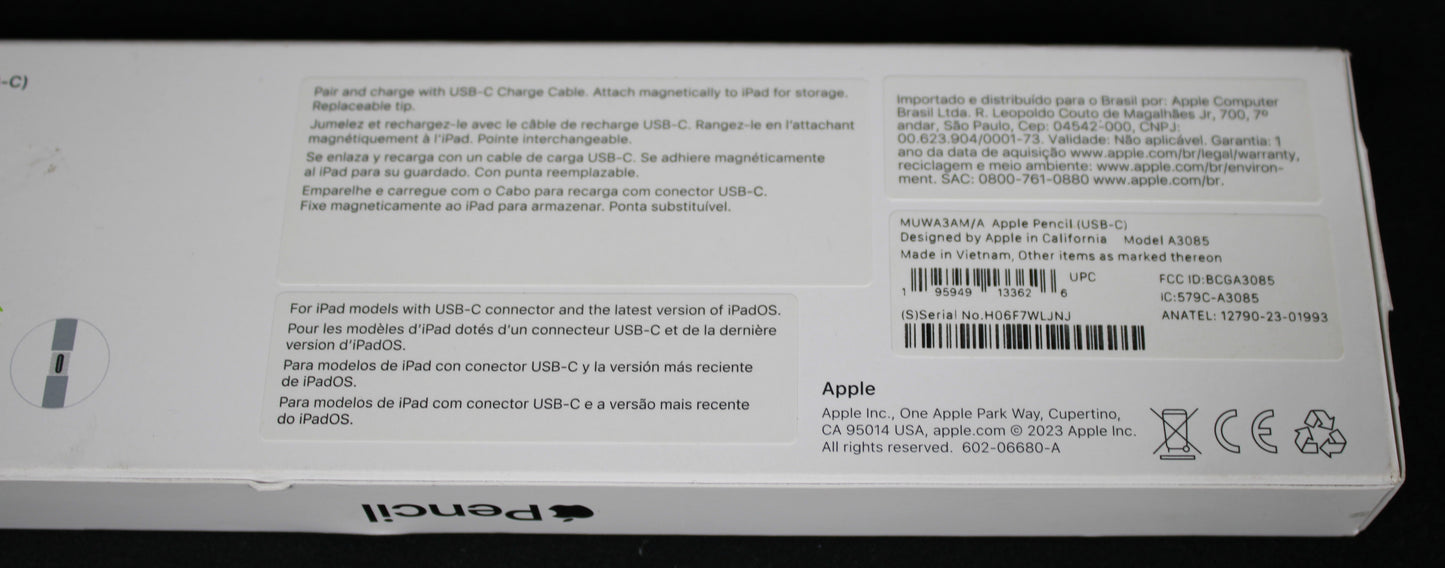 -C)
Pair and charge with USB-C Charge Cable. Attach magnetically to iPad for storage.
Replaceable tip.
Jumelez et rechargez-le avec le câble de recharge USB-C. Rangez-le en l'attachant
magnétiquement à l'iPad. Pointe interchangeable.
Se enlaza y recarga con un cable de carga USB-C. Se adhiere magnéticamente
al iPad para su guardado. Con punta reemplazable.
Emparelhe e carregue com o Cabo para recarga com conector USB-C.
Fixe magneticamente ao iPad para armazenar. Ponta substituível.
For iPad models with USB-C connector and the latest version of iPadOS.
Pour les modèles d'iPad dotés d'un connecteur USB-C et de la dernière
version d'iPadOS.
Para modelos de iPad con conector USB-C y la versión más reciente
de iPadOS.
Para modelos de iPad com conector USB-C e a versão mais recente
do iPadOS.
Importado e distribuído para o Brasil por: Apple Computer
Brasil Ltda. R. Leopoldo Couto de Magalhães Jr, 700, 7º
andar, São Paulo, Cep: 04542-000, CNPJ:
00.623.904/0001-73. Validade: Não aplicável. Garantia: 1
ano da data de aquisição www.apple.com/br/legal/warranty,
reciclagem e meio ambiente: www.apple.com/br/environ-
ment. SAC: 0800-761-0880 www.apple.com/br.
MUWA3AM/A Apple Pencil (USB-C)
Designed by Apple in California Model A3085
Made in Vietnam, Other items as marked thereon
UPC FCC ID:BCGA3085
1 95949 13362 6 IC:579C-A3085
(S)Serial No.H06F7WLJNJ ANATEL: 12790-23-01993
Apple
Apple Inc., One Apple Park Way, Cupertino,
CA 95014 USA, apple.com © 2023 Apple Inc.
All rights reserved. 602-06680-A
CE
Pencil